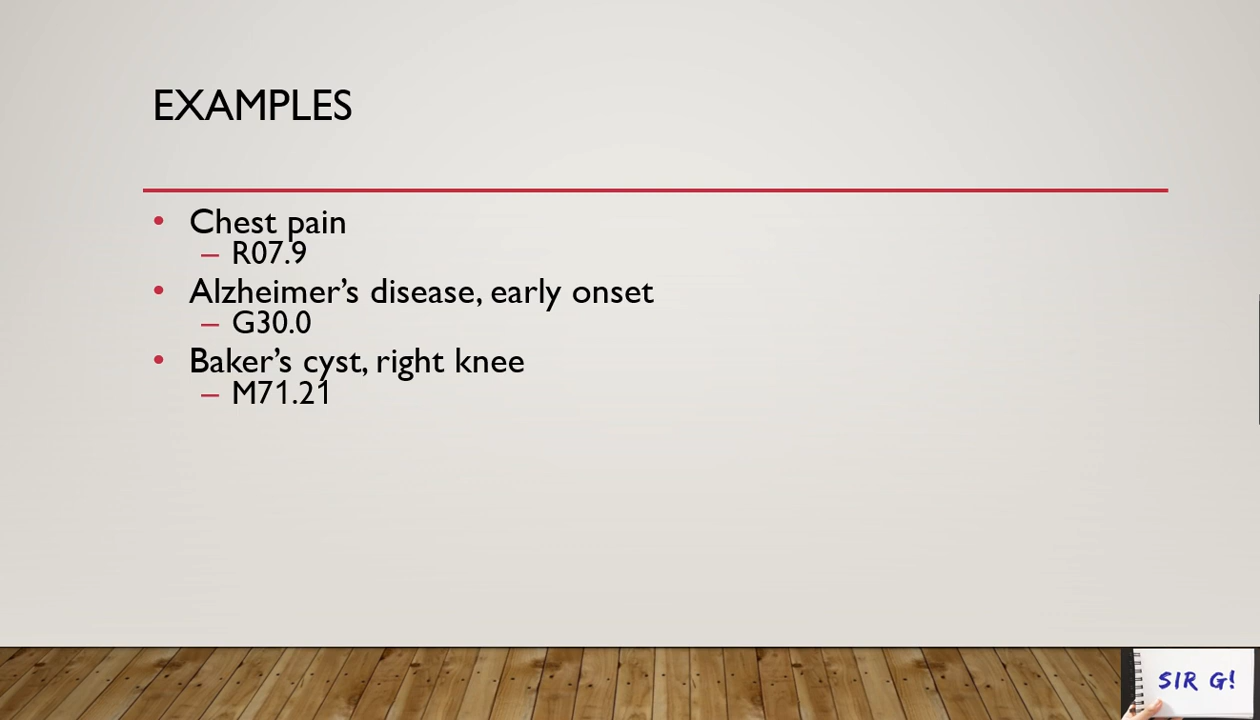 EXAMPLES
• Chest pain
– R07.9
• Alzheimer’s disease, early onset
– G30.0
• Baker’s cyst, right knee
– M71.21
SIR G!